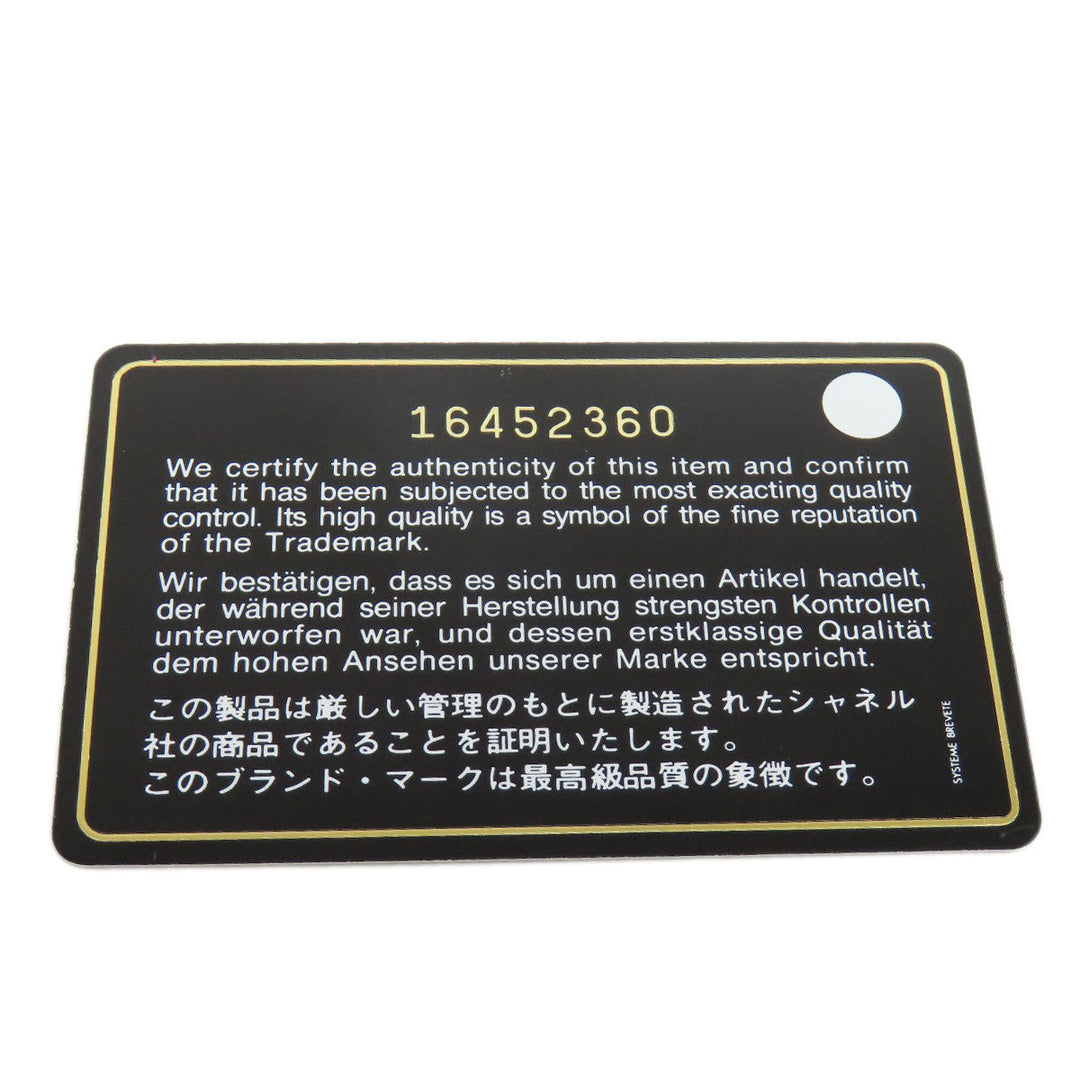 16452360
We certify the authenticity of this item and confirm
that it has been subjected to the most exacting quality
control. Its high quality is a symbol of the fine reputation
of the Trademark.
Wir bestätigen, dass es sich um einen Artikel handelt,
der während seiner Herstellung strengsten Kontrollen
unterworfen war, und dessen erstklassige Qualität
dem hohen Ansehen unserer Marke entspricht.
この製品は厳しい管理のもとに製造されたシャネル
社の商品であることを証明いたします。
このブランド・マークは最高級品質の象徴です。
SYSTEME BREVETE